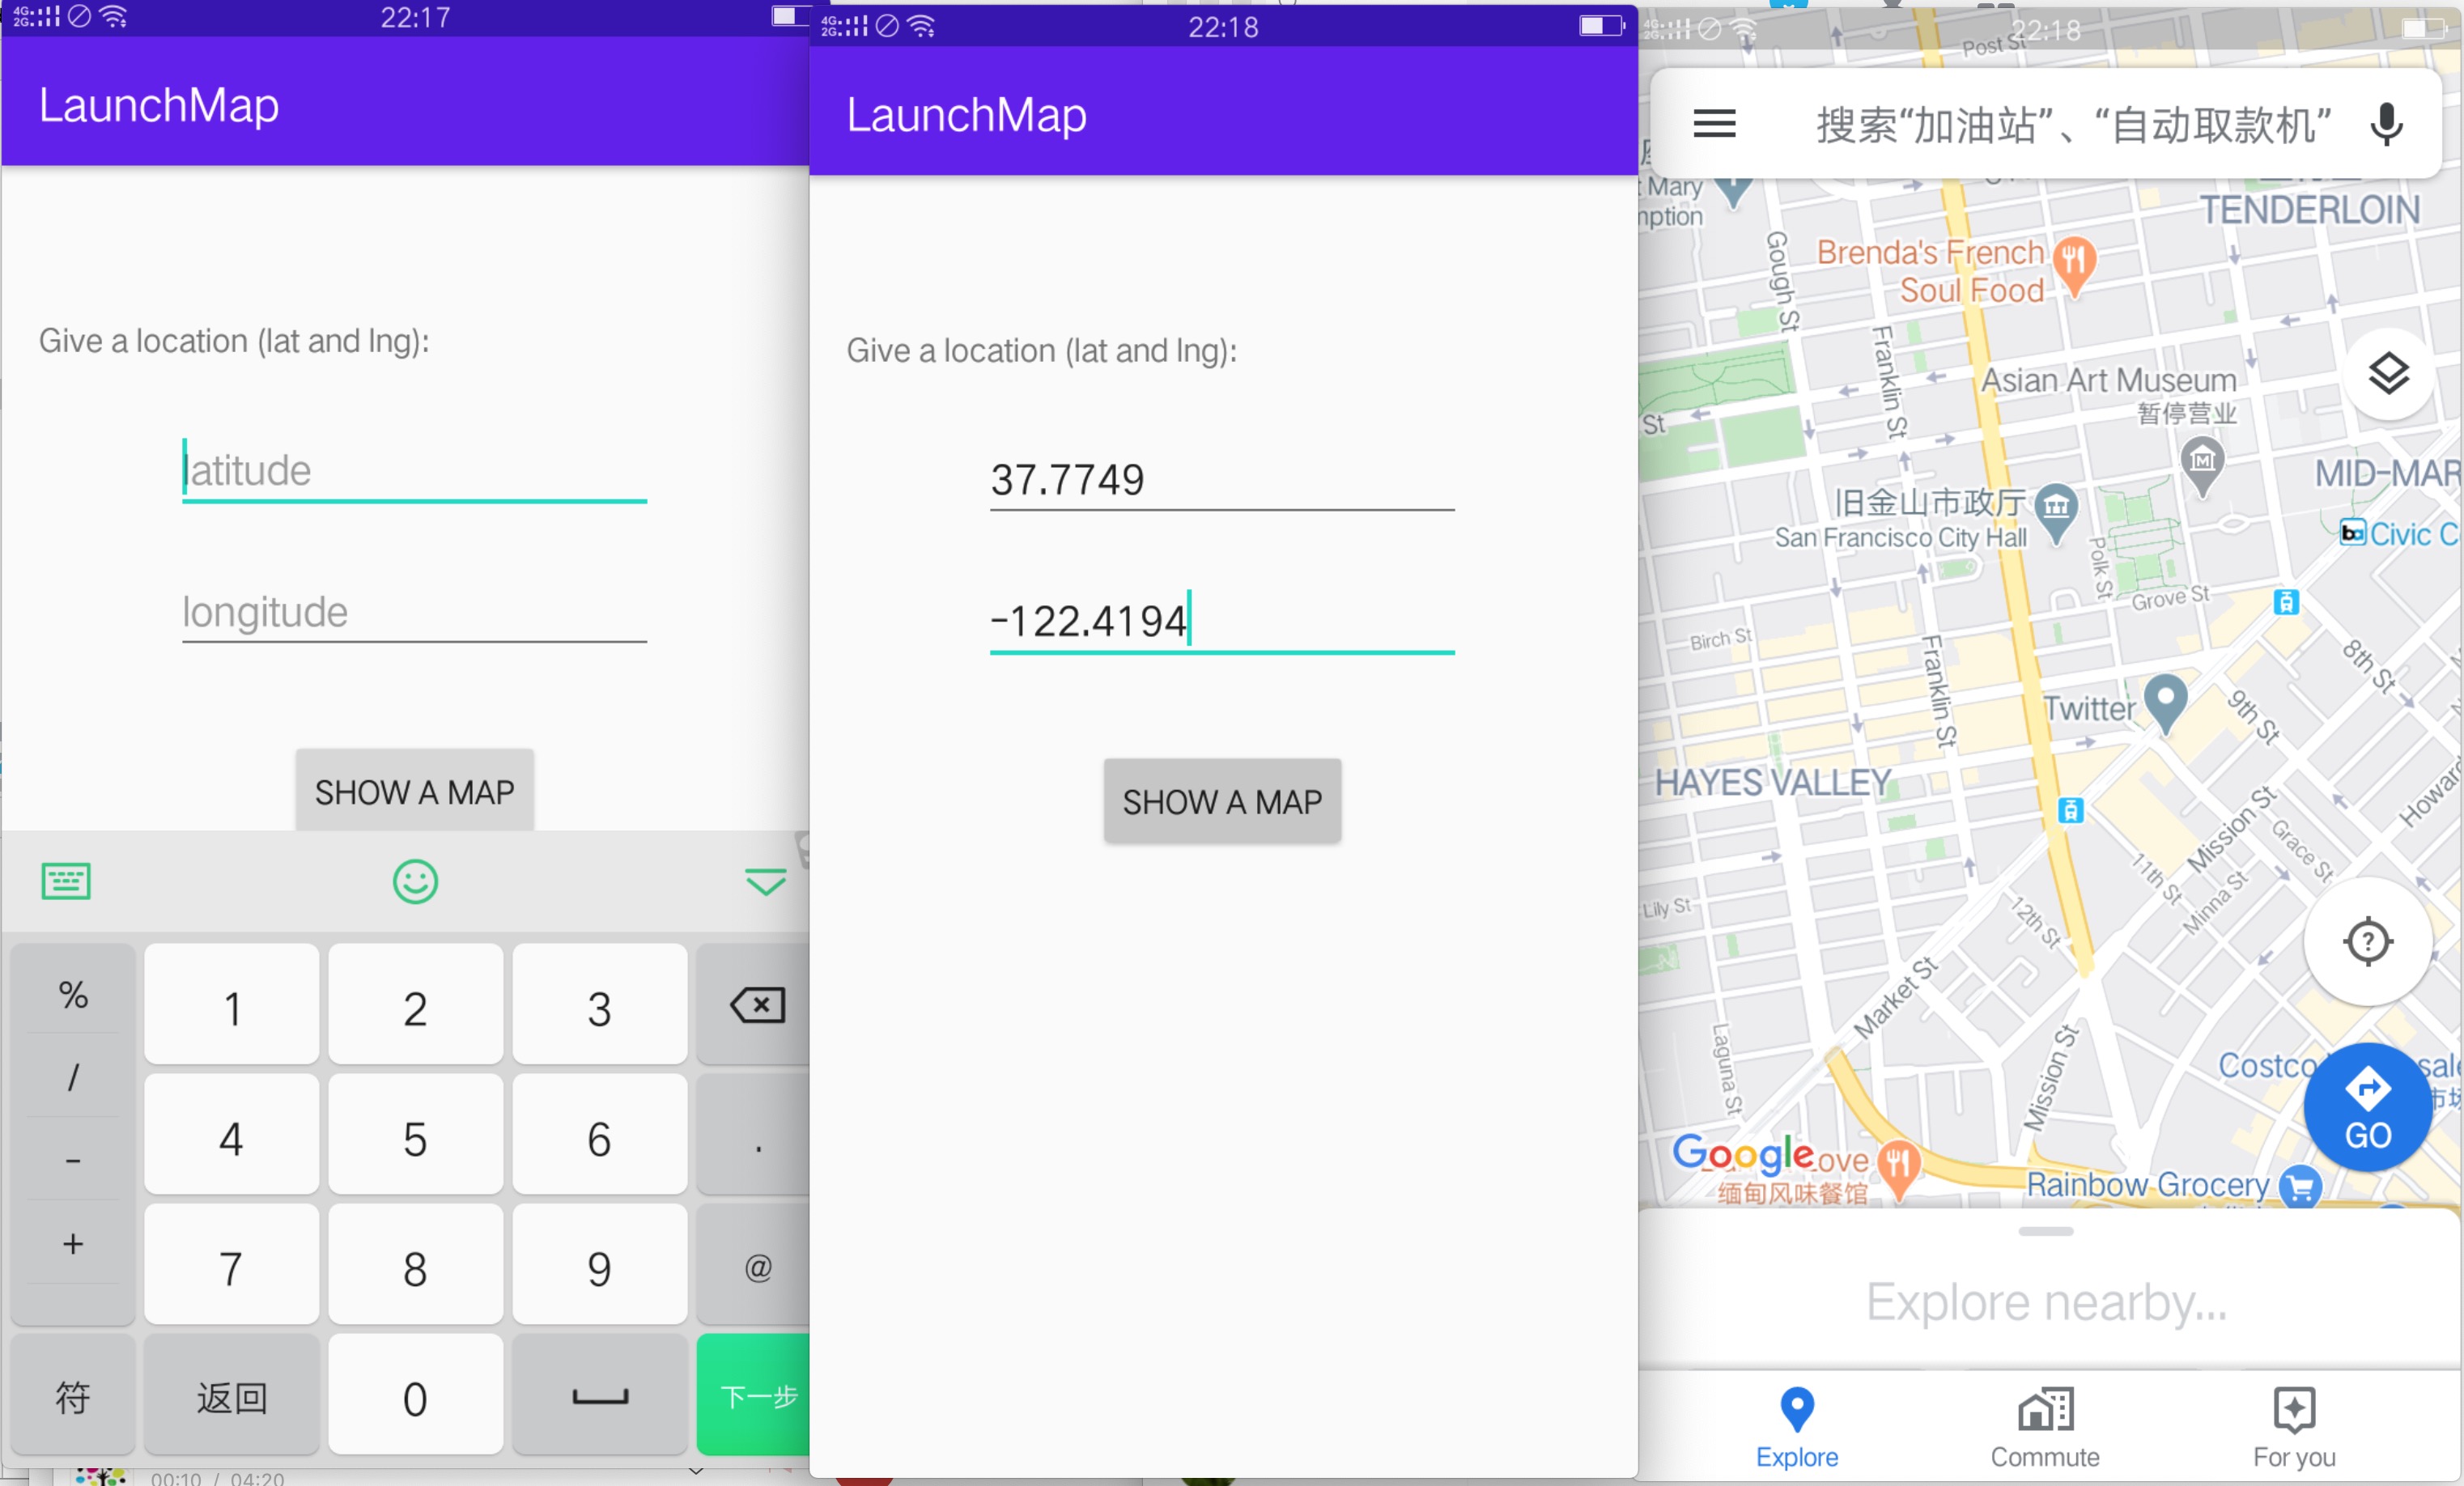 4G
2G
22:17
LaunchMap
Give a location (lat and lng):
latitude
longitude
SHOW A MAP
%
1
2
3
/
4
5
6
.
-
7
8
9
@
+
符
返回
0
下一步
00:10 / 04:20
4G
2G
22:18
LaunchMap
Give a location (lat and lng):
37.7749
-122.4194
SHOW A MAP
4G
2G
22:18
Post St
搜索“加油站”、“自动取款机”
t Mary
mption
TENDERLOIN
Gough St
Brenda's French
Soul Food
Franklin St
Asian Art Museum
暂停营业
St
MID-MAR
旧金山市政厅
San Francisco City Hall
Civic C
Polk St
Grove St
Birch St
Franklin St
8th St
Twitter
9th St
HAYES VALLEY
Howard
Mission St
Grace St
11th St
Minna St
Lily St
12th St
Market St
Laguna St
Mission St
Costco
sale
市场
GO
Google
Love
缅甸风味餐馆
Rainbow Grocery
Explore nearby...
Explore
Commute
For you